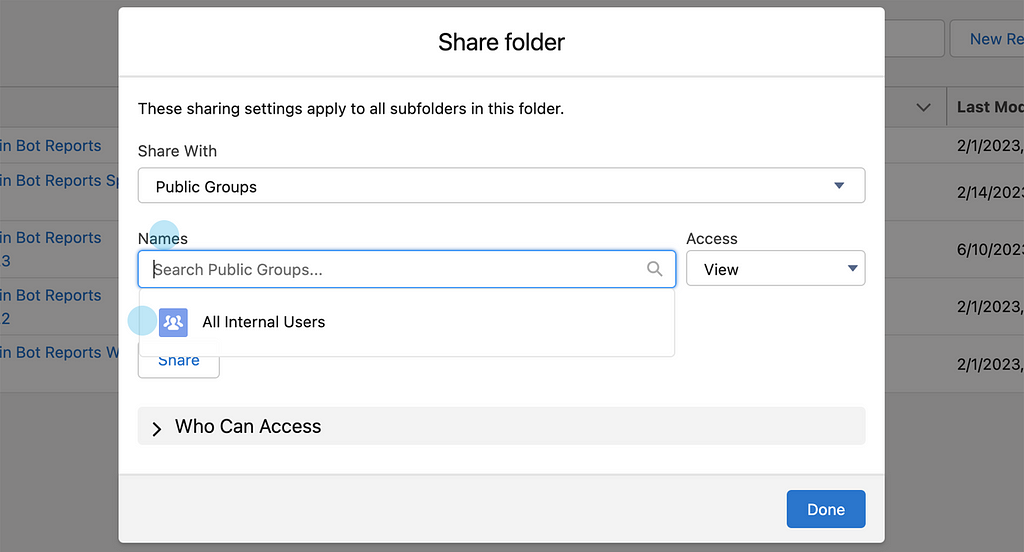 Share folder
New Re
These sharing settings apply to all subfolders in this folder.
Last Mod
in Bot Reports
2/1/2023,
Share With
in Bot Reports Sp
Public Groups
2/14/2023
in Bot Reports
3
Names
Access
6/10/2023
Search Public Groups...
View
in Bot Reports
2
2/1/2023,
All Internal Users
in Bot Reports W
Share
2/1/2023,
Who Can Access
Done